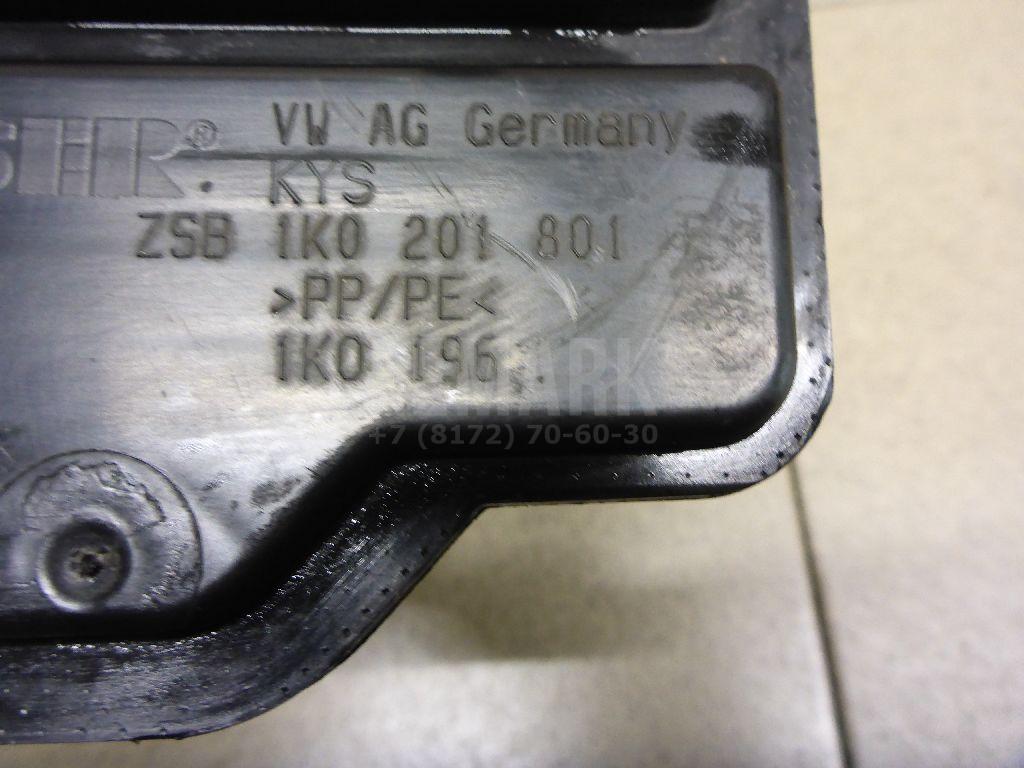 VW AG Germany
KYS
ZSB 1K0 201 801
>PP/PE<
1K0 196
+7 (8172) 70-60-30